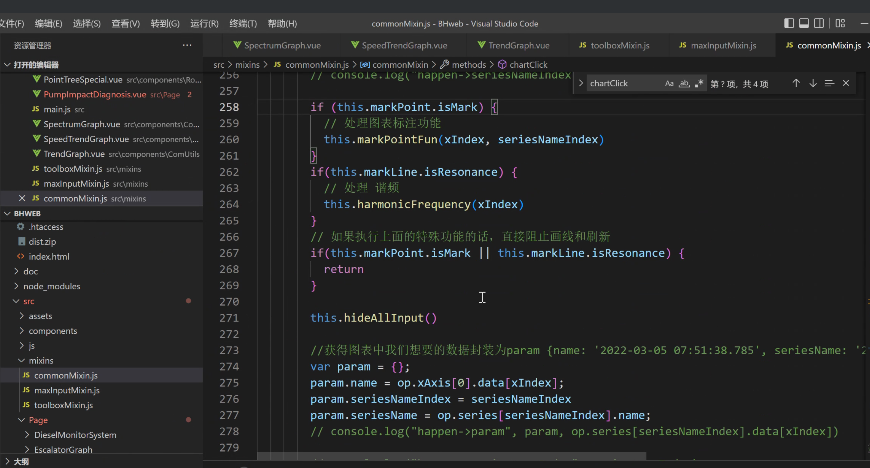 文件(F) 编辑(E) 选择(S) 查看(V) 转到(G) 运行(R) 终端(T) 帮助(H) commonMixin.js - BHweb - Visual Studio Code
资源管理器 ···
SpectrumGraph.vue SpeedTrendGraph.vue TrendGraph.vue JS toolboxMixin.js JS maxInputMixin.js JS commonMixin.js
打开的编辑器
src > mixins > JS commonMixin.js > commonMixin > methods > chartClick
PointTreeSpecial.vue src\components\Ro...
PumpImpactDiagnosis.vue src\Page 2
JS main.js src
SpectrumGraph.vue src\components\Co...
SpeedTrendGraph.vue src\components\...
TrendGraph.vue src\components\ComUtils
JS toolboxMixin.js src\mixins
JS maxInputMixin.js src\mixins
JS commonMixin.js src\mixins
BHWEB
.htaccess
dist.zip
index.html
doc
node_modules
src
assets
components
js
mixins
JS commonMixin.js
JS maxInputMixin.js
JS toolboxMixin.js
Page
DieselMonitorSystem
EscalatorGraph
大纲
chartClick Aa ab .* 第 ? 项，共 4 项
256 // console.log('happen->seriesNameIndex
257
258 if (this.markPoint.isMark) {
259 // 处理图表标注功能
260 this.markPointFun(xIndex, seriesNameIndex)
261 }
262 if(this.markLine.isResonance) {
263 // 处理 谐频
264 this.harmonicFrequency(xIndex)
265 }
266 // 如果执行上面的特殊功能的话，直接阻止画线和刷新
267 if(this.markPoint.isMark || this.markLine.isResonance) {
268 return
269 }
270
271 this.hideAllInput()
272
273 //获得图表中我们想要的数据封装为param {name: '2022-03-05 07:51:38.785', seriesName: '2
274 var param = {};
275 param.name = op.xAxis[0].data[xIndex];
276 param.seriesNameIndex = seriesNameIndex
277 param.seriesName = op.series[seriesNameIndex].name;
278 // console.log("happen->param", param, op.series[seriesNameIndex].data[xIndex])
279